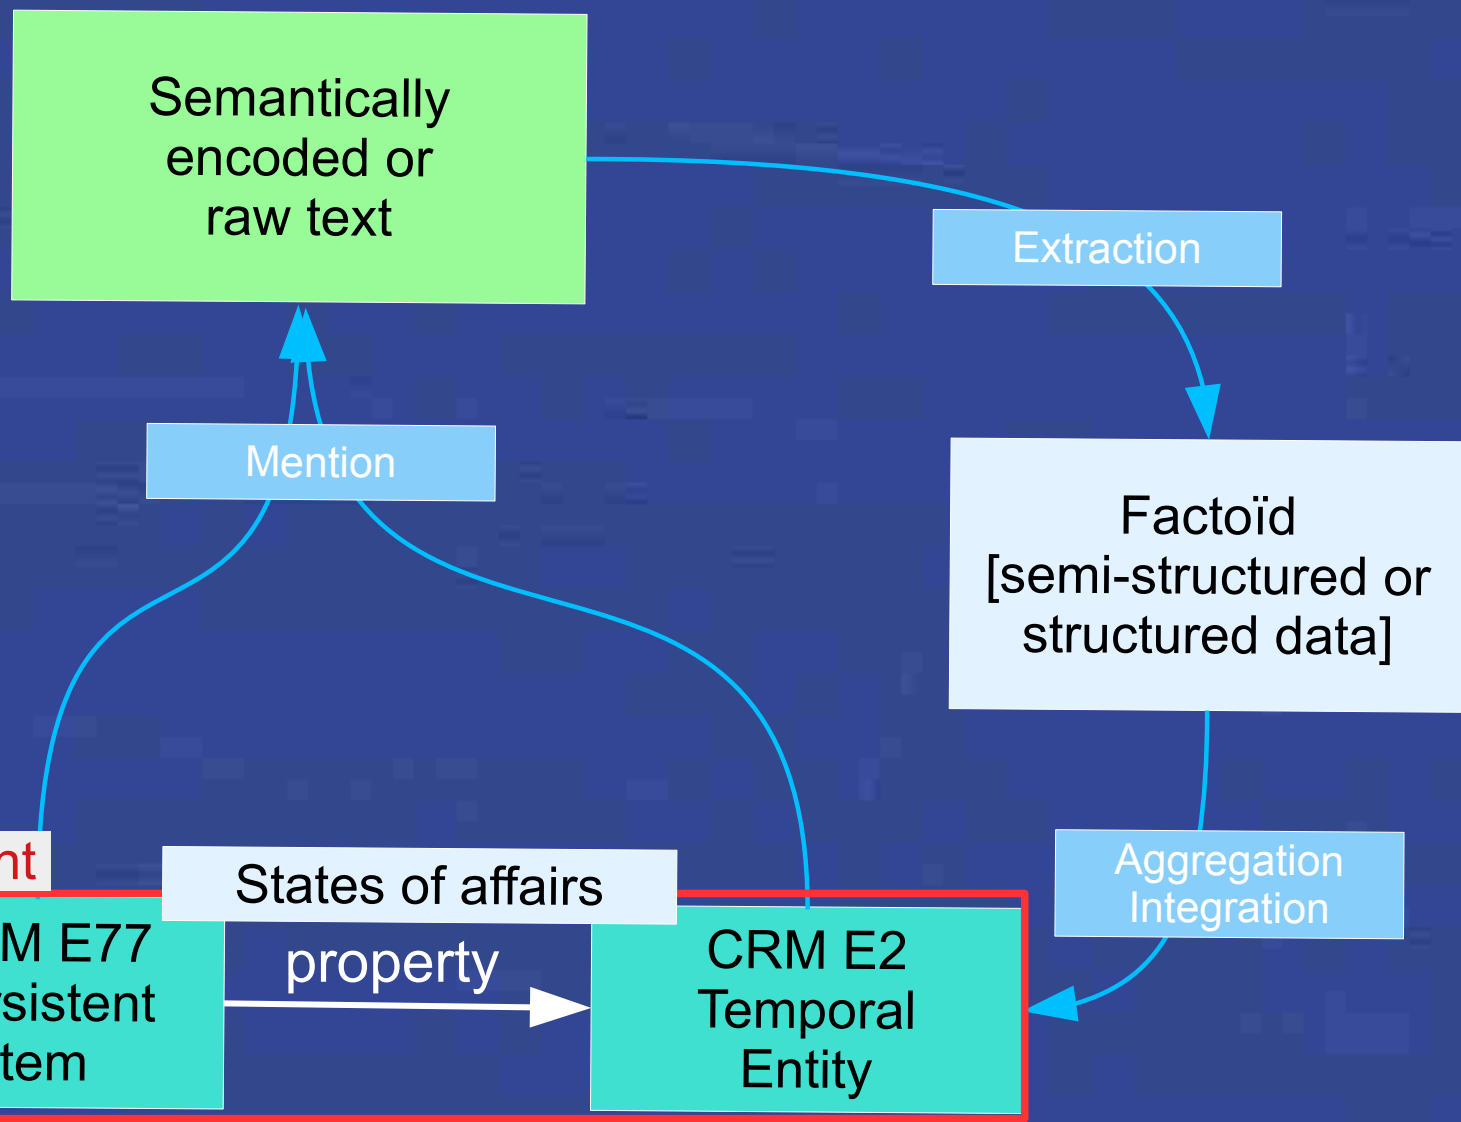 Semantically
encoded or
raw text
Extraction
Mention
Factoïd
[semi-structured or
structured data]
States of affairs
property
Aggregation
Integration
E77
CRM E2
Temporal
Entity